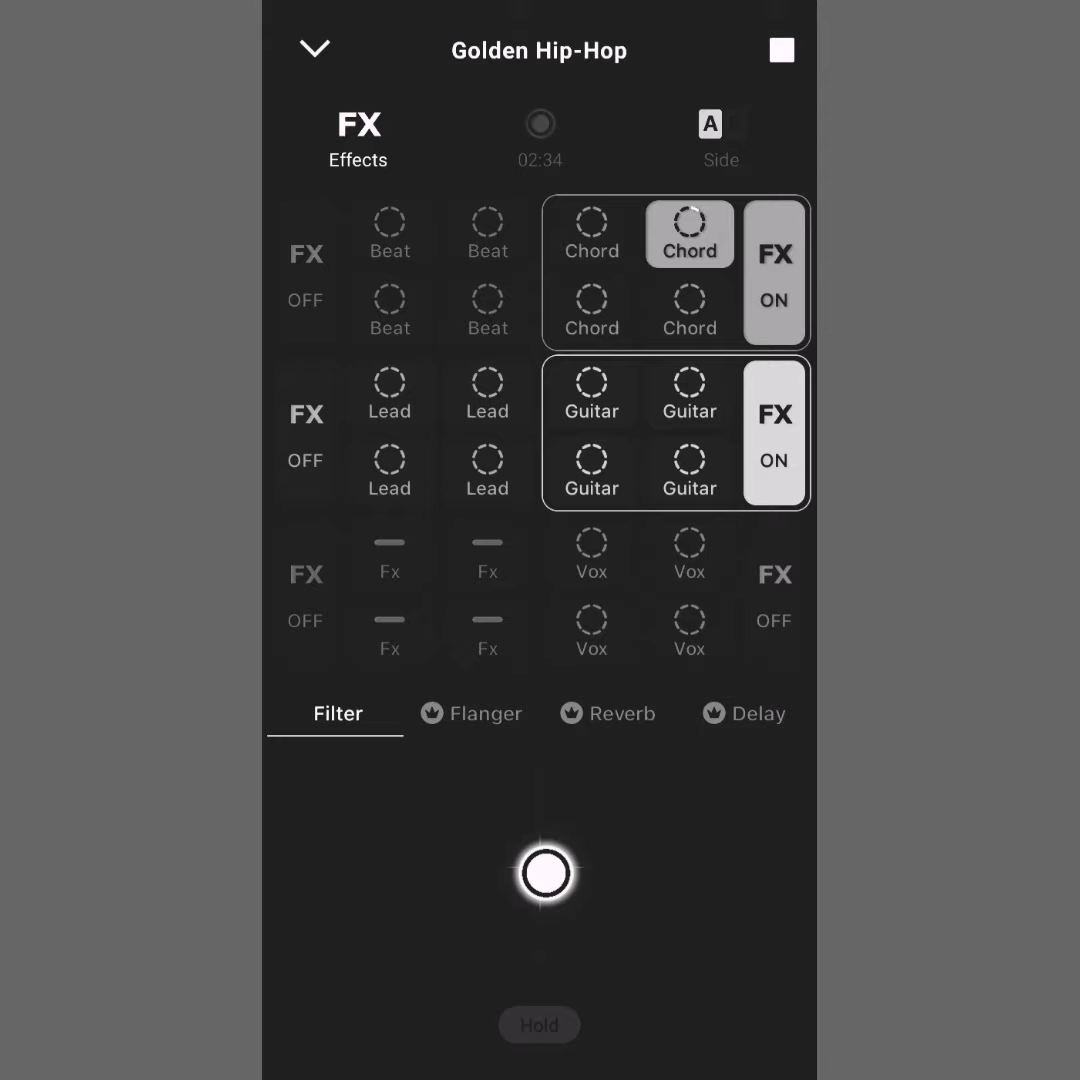 Golden Hip-Hop
FX
Effects
02:34
A
Side
FX
OFF
Beat
Beat
Beat
Beat
Chord
Chord
Chord
Chord
FX
ON
FX
OFF
Lead
Lead
Lead
Lead
Guitar
Guitar
Guitar
Guitar
FX
ON
FX
OFF
Fx
Fx
Fx
Fx
Vox
Vox
Vox
Vox
FX
OFF
Filter
Flanger
Reverb
Delay
Hold